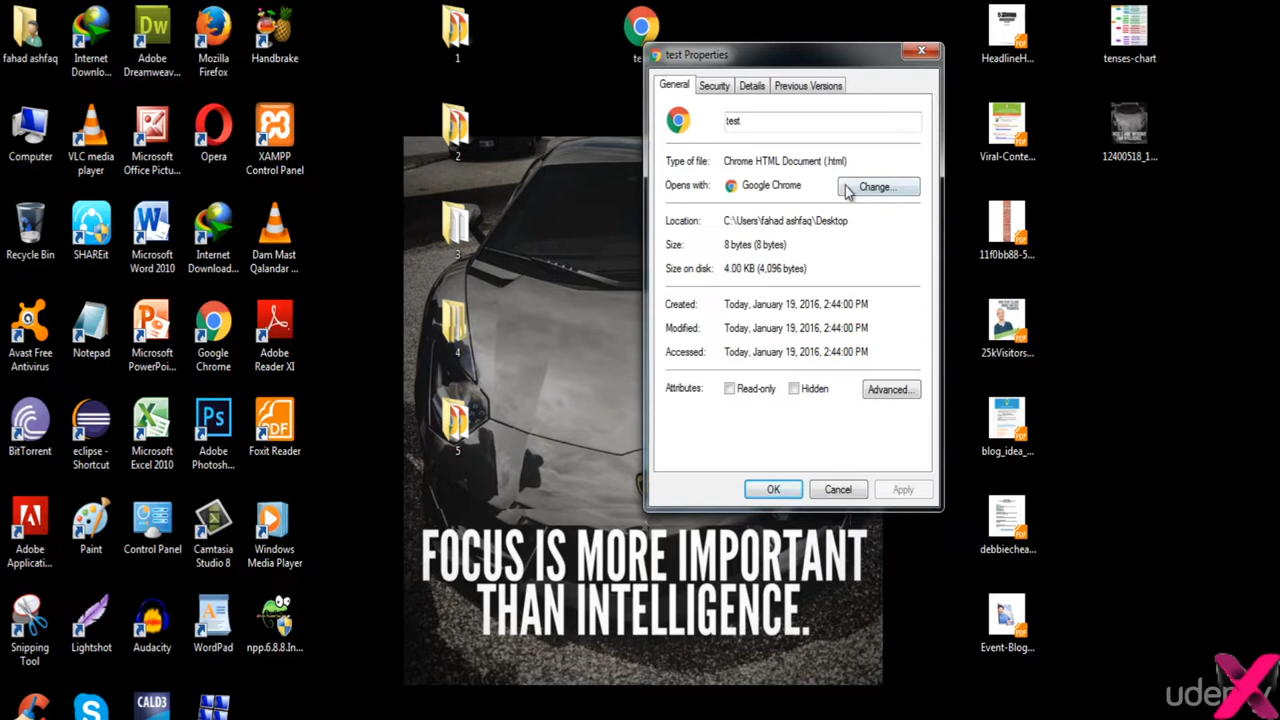 fahad ashfaq
Internet Downlo...
Adobe Dreamweav...
Mozilla Firefox
Handbrake
1
te
HeadlineH...
tenses-chart
test Properties
General
Security
Details
Previous Versions
test
Type of file:
Chrome HTML Document (.html)
Opens with:
Google Chrome
Change...
Location:
C:\Users\fahad ashfaq\Desktop
Size:
8 bytes (8 bytes)
Size on disk:
4.00 KB (4,096 bytes)
Created:
Today, January 19, 2016, 2:44:00 PM
Modified:
Today, January 19, 2016, 2:44:00 PM
Accessed:
Today, January 19, 2016, 2:44:00 PM
Attributes:
Read-only
Hidden
Advanced...
OK
Cancel
Apply
Computer
VLC media player
Microsoft Office Pictu...
Opera
XAMPP Control Panel
2
Viral-Conte...
12400518_1...
Recycle Bin
SHAREit
Microsoft Word 2010
Internet Download...
Dam Mast Qalandar ...
3
11f0bb88-5...
Avast Free Antivirus
Notepad
Microsoft PowerP...
Google Chrome
Adobe Reader XI
4
25kVisitors...
BitTorrent
eclipse - Shortcut
Microsoft Excel 2010
Adobe Photosh...
Foxit Reader
5
blog_idea_...
Adobe Applicati...
Paint
Control Panel
Camtasia Studio 8
Windows Media Player
debbiechea...
Snipping Tool
Lightshot
Audacity
WordPad
npp.6.8.8.In...
Event-Blog...
FOCUS IS MORE IMPORTANT
THAN INTELLIGENCE.
CALD3
udemy